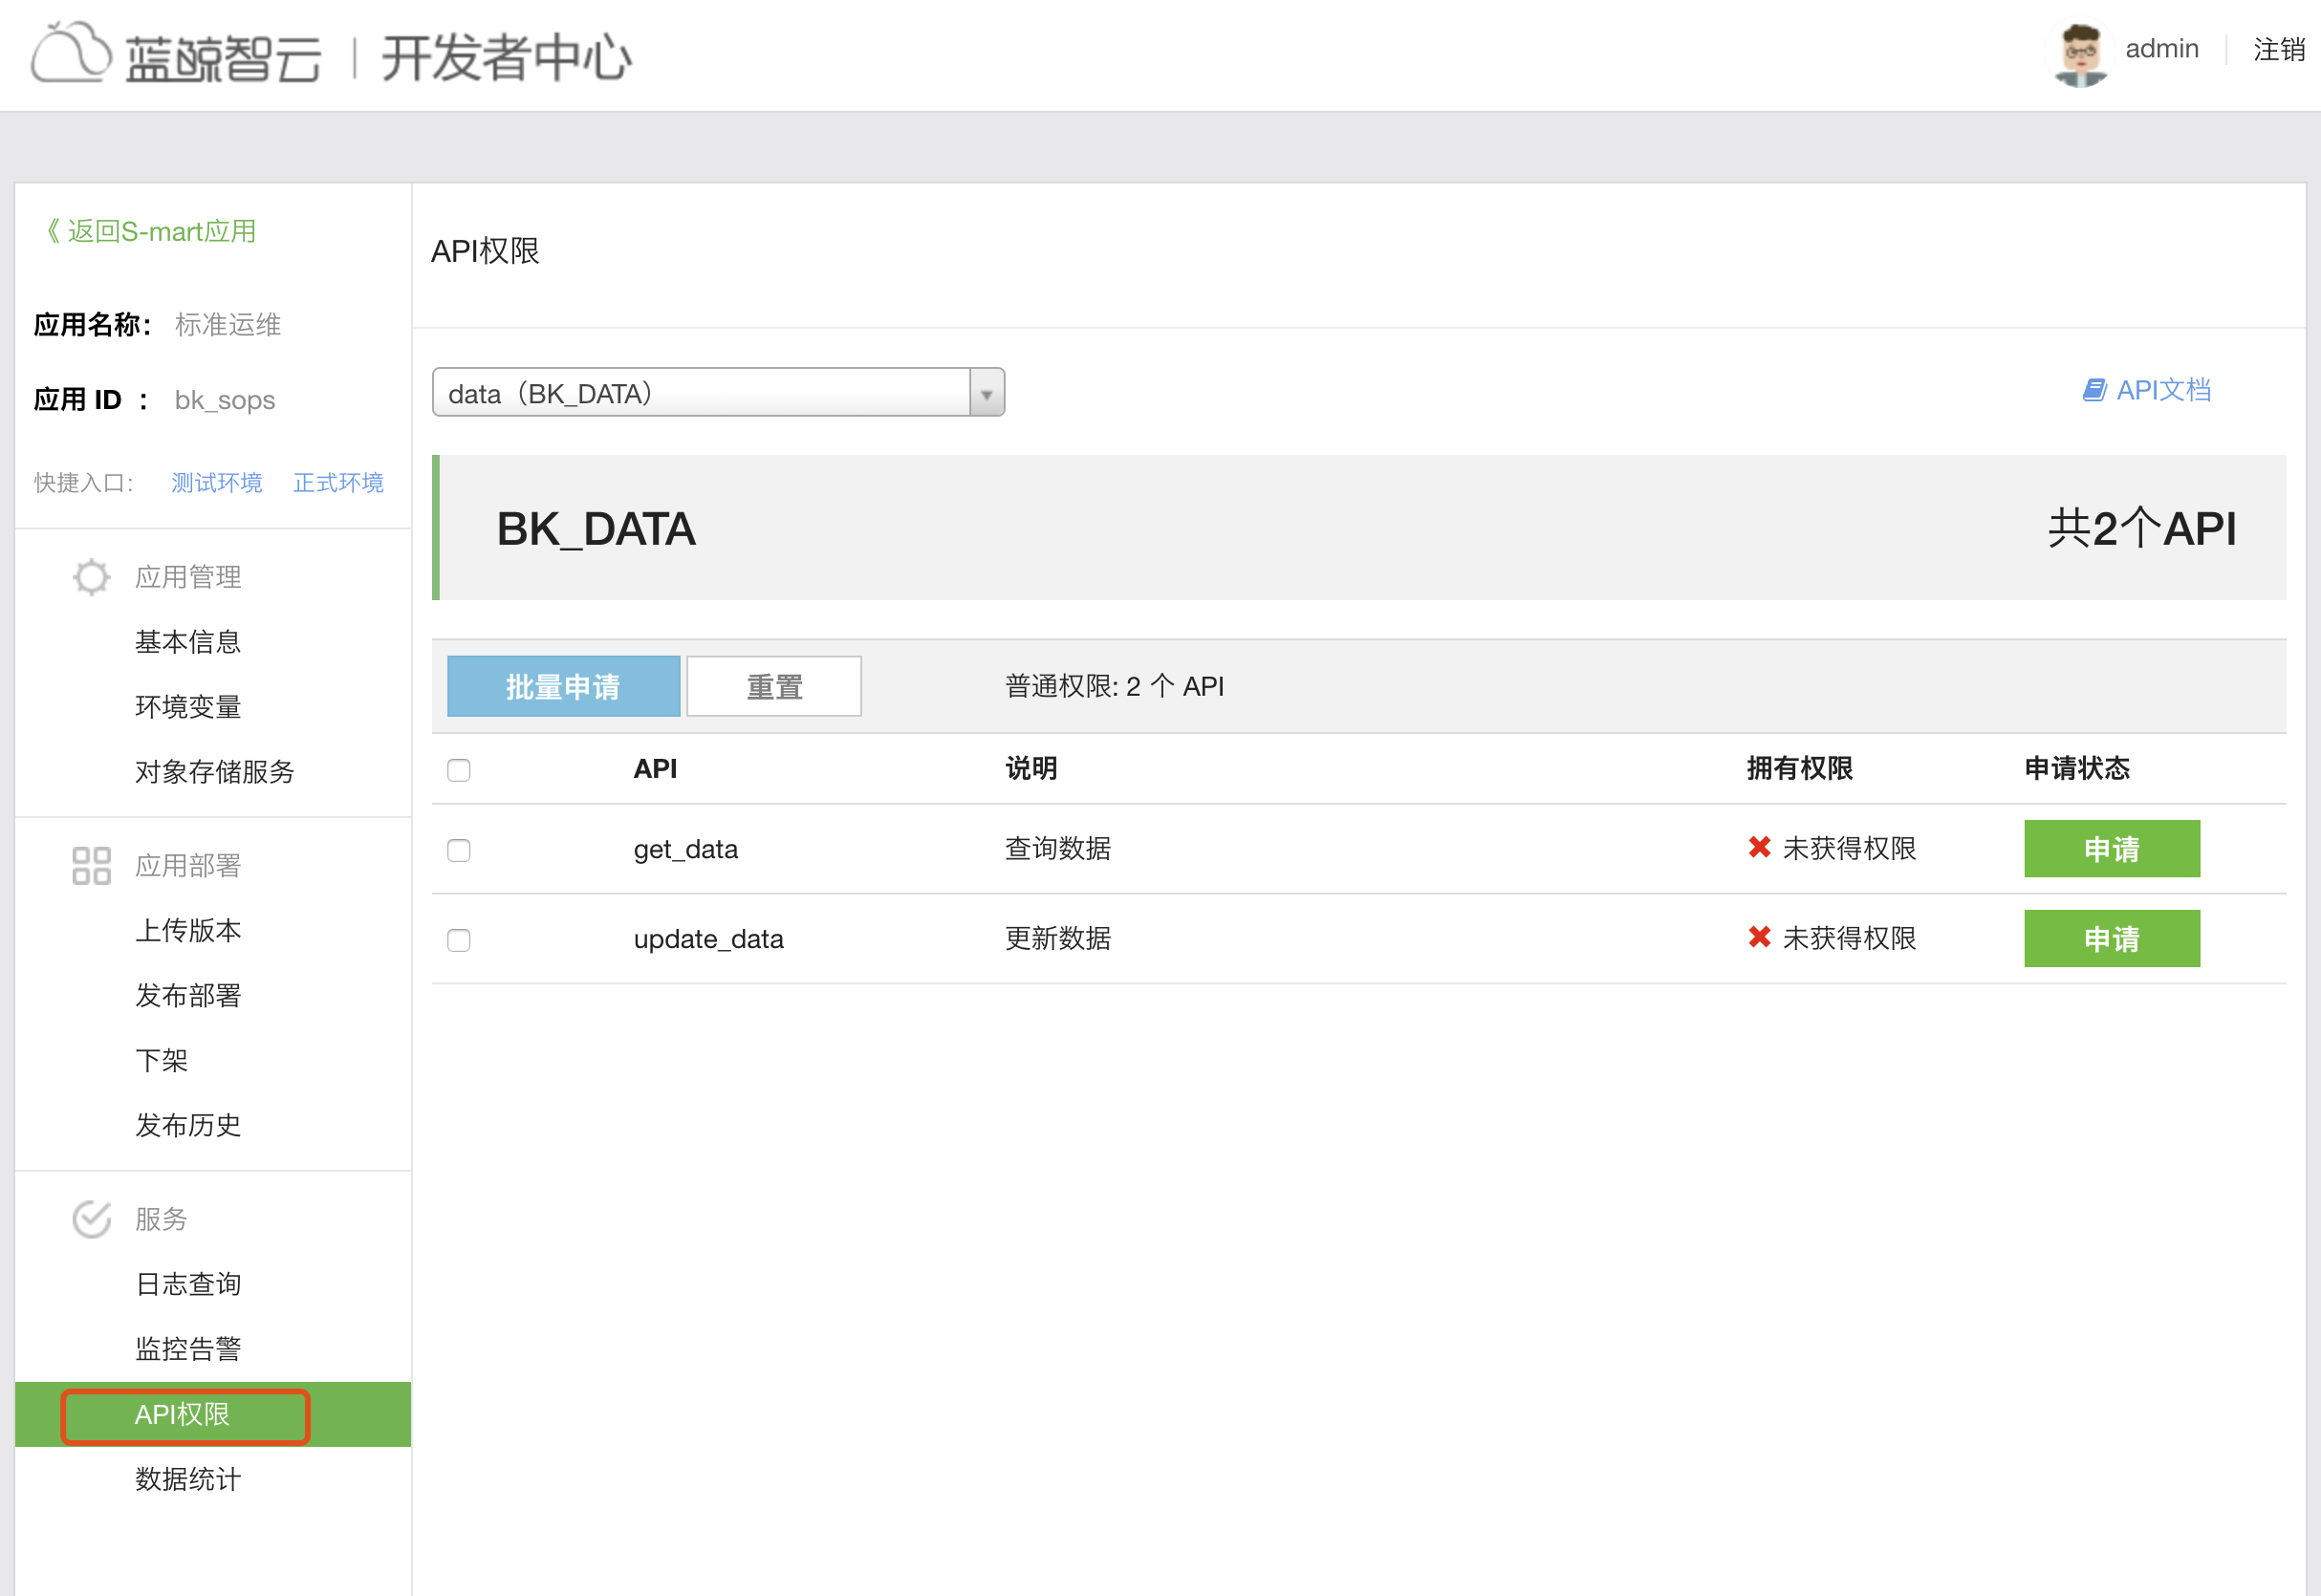 蓝鲸智云 | 开发者中心
admin
注销
《 返回S-mart应用
应用名称： 标准运维
应用 ID ： bk_sops
快捷入口： 测试环境 正式环境
应用管理
基本信息
环境变量
对象存储服务
应用部署
上传版本
发布部署
下架
发布历史
服务
日志查询
监控告警
API权限
数据统计
API权限
data（BK_DATA）
API文档
BK_DATA
共2个API
批量申请 重置 普通权限: 2 个 API
API 说明 拥有权限 申请状态
get_data 查询数据 未获得权限 申请
update_data 更新数据 未获得权限 申请